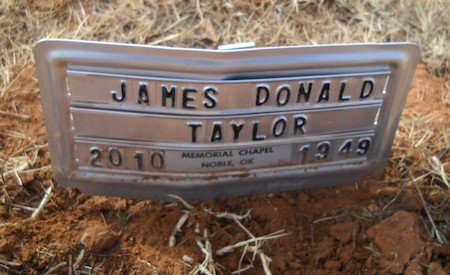 JAMES DONALD
TAYLOR
2010 MEMORIAL CHAPEL 1949
NOBLE, OK